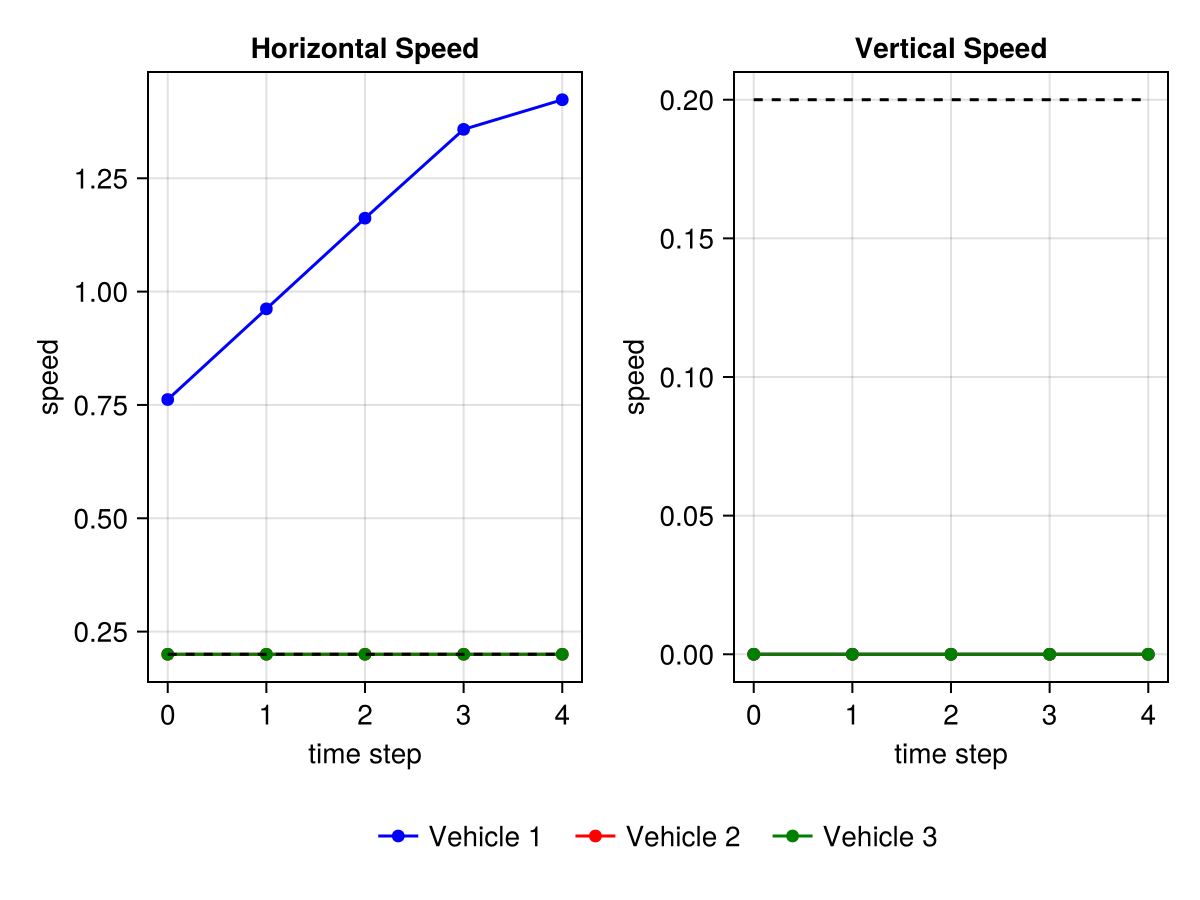 Horizontal Speed
speed
1.25
1.00
0.75
0.50
0.25
0 1 2 3 4
time step
Vertical Speed
speed
0.20
0.15
0.10
0.05
0.00
0 1 2 3 4
time step
Vehicle 1 Vehicle 2 Vehicle 3